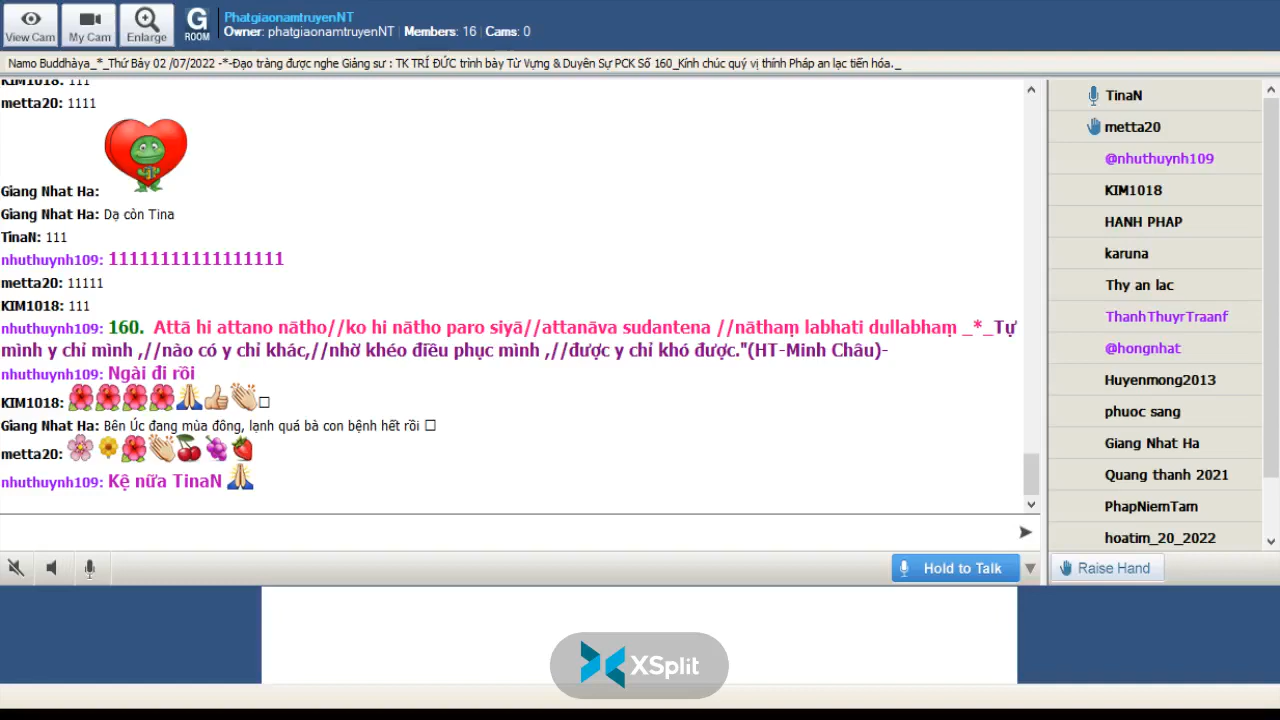 View Cam
My Cam
Enlarge
G
ROOM
PhatgiaonamtruyenNT
Owner: phatgiaonamtruyenNT | Members: 16 | Cams: 0
Namo Buddhàya_*_Thứ Bảy 02 /07/2022 -*-Đạo tràng được nghe Giảng sư : TK TRÍ ĐỨC trình bày Từ Vựng & Duyên Sự PCK Số 160_Kính chúc quý vị thính Pháp an lạc tiến hóa._
KIM1018: 111
metta20: 1111
Giang Nhat Ha:
Giang Nhat Ha: Dạ còn Tina
TinaN: 111
nhuthuynh109: 11111111111111111
metta20: 11111
KIM1018: 111
nhuthuynh109: 160. Attā hi attano nātho//ko hi nātho paro siyā//attanāva sudantena //nāthaṃ labhati dullabhaṃ _*_Tự
mình y chỉ mình ,//nào có y chỉ khác,//nhờ khéo điều phục mình ,//được y chỉ khó được."(HT-Minh Châu)-
nhuthuynh109: Ngài đi rồi
KIM1018:
Giang Nhat Ha: Bên Úc đang mùa đông, lạnh quá bà con bệnh hết rồi
metta20:
nhuthuynh109: Kệ nữa TinaN
Hold to Talk
TinaN
metta20
@nhuthuynh109
KIM1018
HANH PHAP
karuna
Thy an lac
ThanhThuyrTraanf
@hongnhat
Huyenmong2013
phuoc sang
Giang Nhat Ha
Quang thanh 2021
PhapNiemTam
hoatim_20_2022
Raise Hand
XSplit